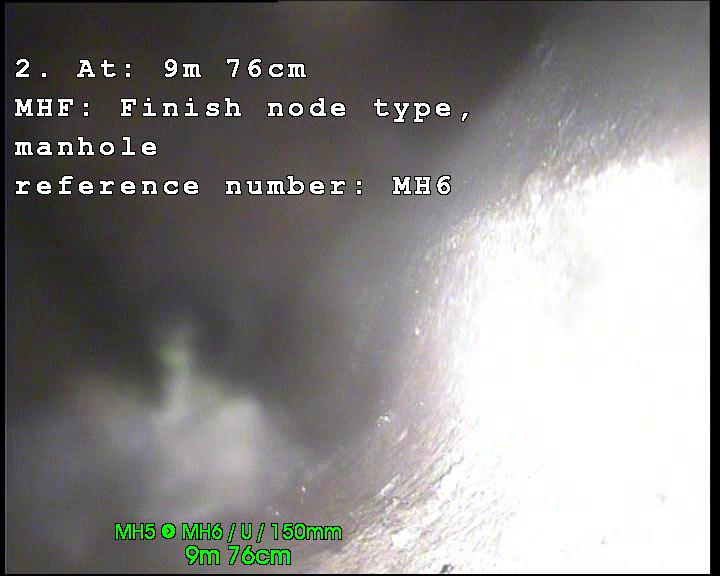 2. At: 9m 76cm
MHF: Finish node type,
manhole
reference number: MH6
MH5 > MH6 / U / 150mm
9m 76cm